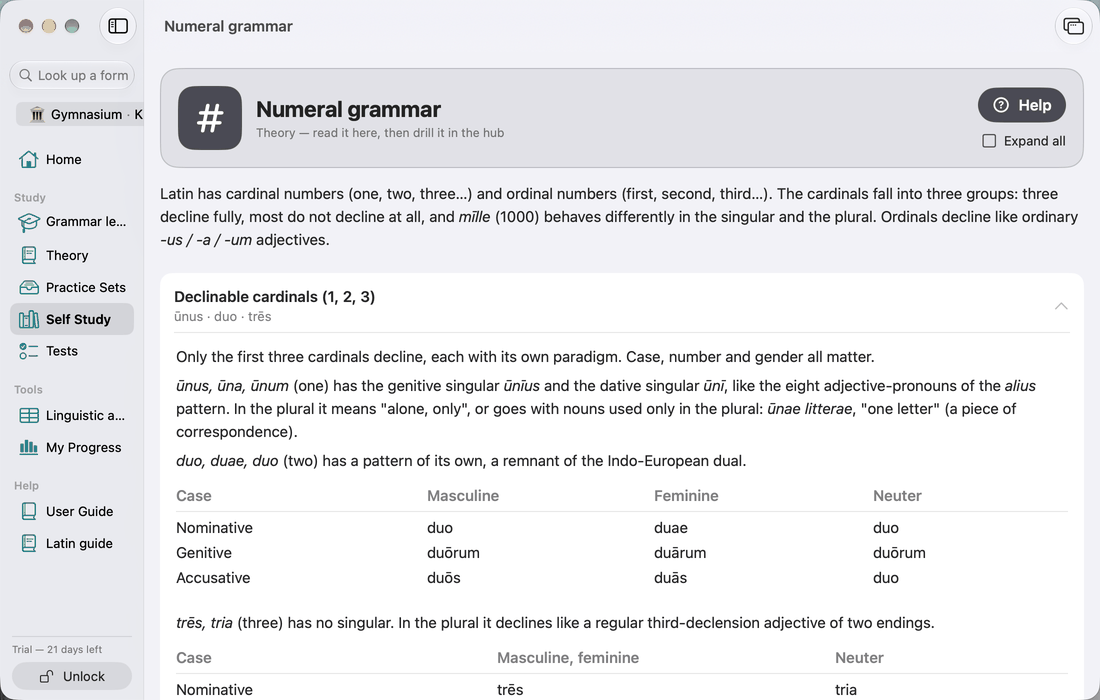 Numeral grammar
Look up a form
Gymnasium · K
Home
Study
Grammar le...
Theory
Practice Sets
Self Study
Tests
Tools
Linguistic a...
My Progress
Help
User Guide
Latin guide
Trial — 21 days left
Unlock
#
Numeral grammar
Theory — read it here, then drill it in the hub
Help
Expand all
Latin has cardinal numbers (one, two, three…) and ordinal numbers (first, second, third…). The cardinals fall into three groups: three
decline fully, most do not decline at all, and mīlle (1000) behaves differently in the singular and the plural. Ordinals decline like ordinary
-us / -a / -um adjectives.
Declinable cardinals (1, 2, 3)
ūnus · duo · trēs
Only the first three cardinals decline, each with its own paradigm. Case, number and gender all matter.
ūnus, ūna, ūnum (one) has the genitive singular ūnīus and the dative singular ūnī, like the eight adjective-pronouns of the alius
pattern. In the plural it means "alone, only", or goes with nouns used only in the plural: ūnae litterae, "one letter" (a piece of
correspondence).
duo, duae, duo (two) has a pattern of its own, a remnant of the Indo-European dual.
Case Masculine Feminine Neuter
Nominative duo duae duo
Genitive duōrum duārum duōrum
Accusative duōs duās duo
trēs, tria (three) has no singular. In the plural it declines like a regular third-declension adjective of two endings.
Case Masculine, feminine Neuter
Nominative trēs tria